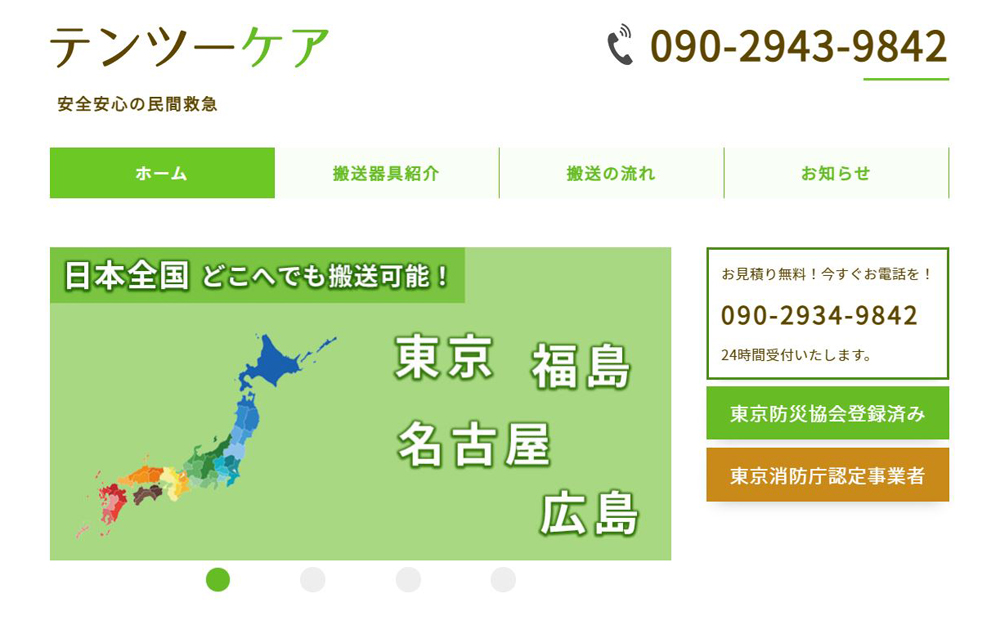 テンツーケア
090-2943-9842
安全安心の民間救急
ホーム
搬送器具紹介
搬送の流れ
お知らせ
日本全国 どこへでも搬送可能！
東京
福島
名古屋
広島
お見積り無料！今すぐお電話を！
090-2934-9842
24時間受付いたします。
東京防災協会登録済み
東京消防庁認定事業者